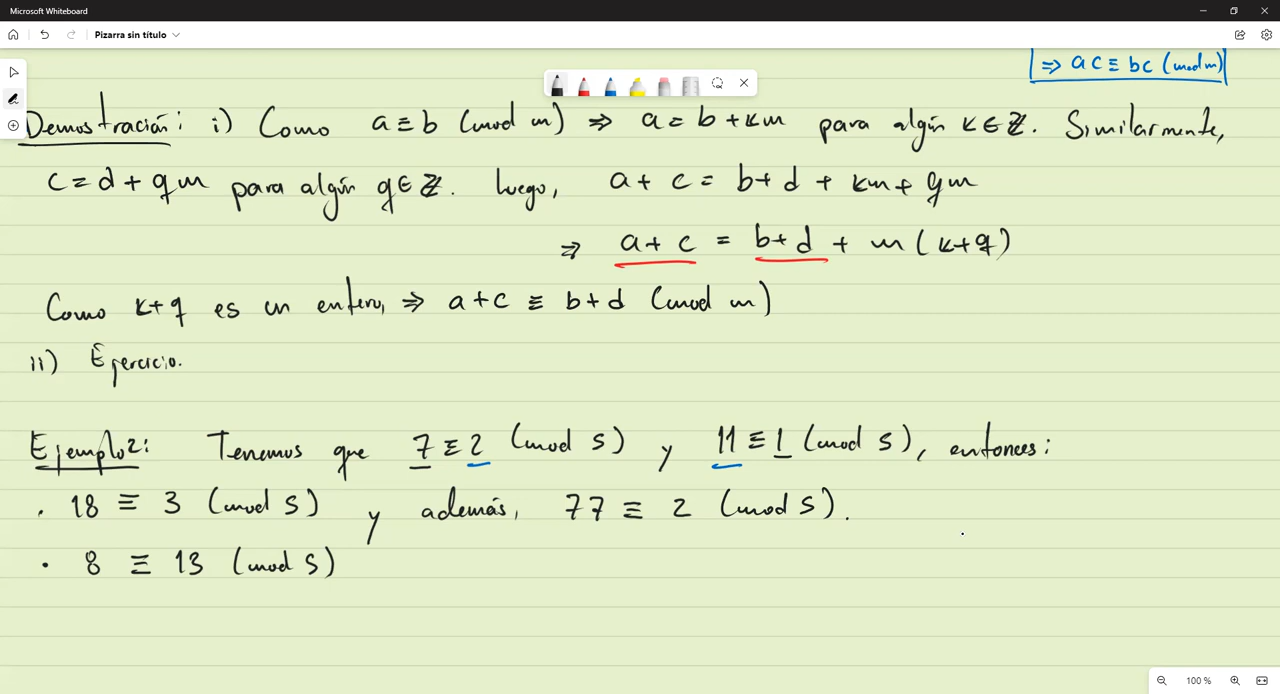 Microsoft Whiteboard
Pizarra sin título
⇒ ac ≡ bc (mod m)
Demostración: i) Como a ≡ b (mod m) ⇒ a = b + km para algún k ∈ ℤ. Similarmente,
c = d + qm para algún q ∈ ℤ. Luego, a + c = b + d + km + qm
⇒ a + c = b + d + m(k+q)
Como k+q es un entero, ⇒ a+c ≡ b+d (mod m)
ii) Ejercicio.
Ejemplo 2: Tenemos que 7 ≡ 2 (mod 5) y 11 ≡ 1 (mod 5), entonces:
• 18 ≡ 3 (mod 5) y además, 77 ≡ 2 (mod 5).
• 8 ≡ 13 (mod 5)
100 %